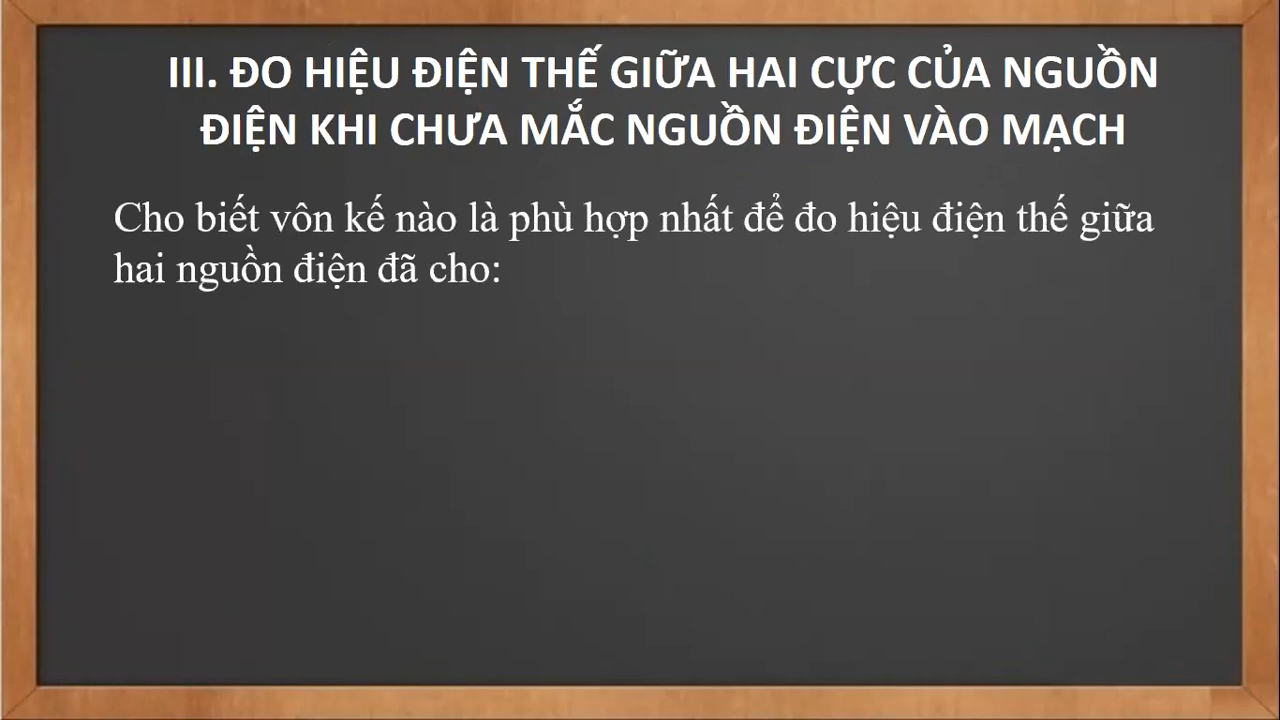 III. ĐO HIỆU ĐIỆN THẾ GIỮA HAI CỰC CỦA NGUỒN
ĐIỆN KHI CHƯA MẮC NGUỒN ĐIỆN VÀO MẠCH
Cho biết vôn kế nào là phù hợp nhất để đo hiệu điện thế giữa
hai nguồn điện đã cho: